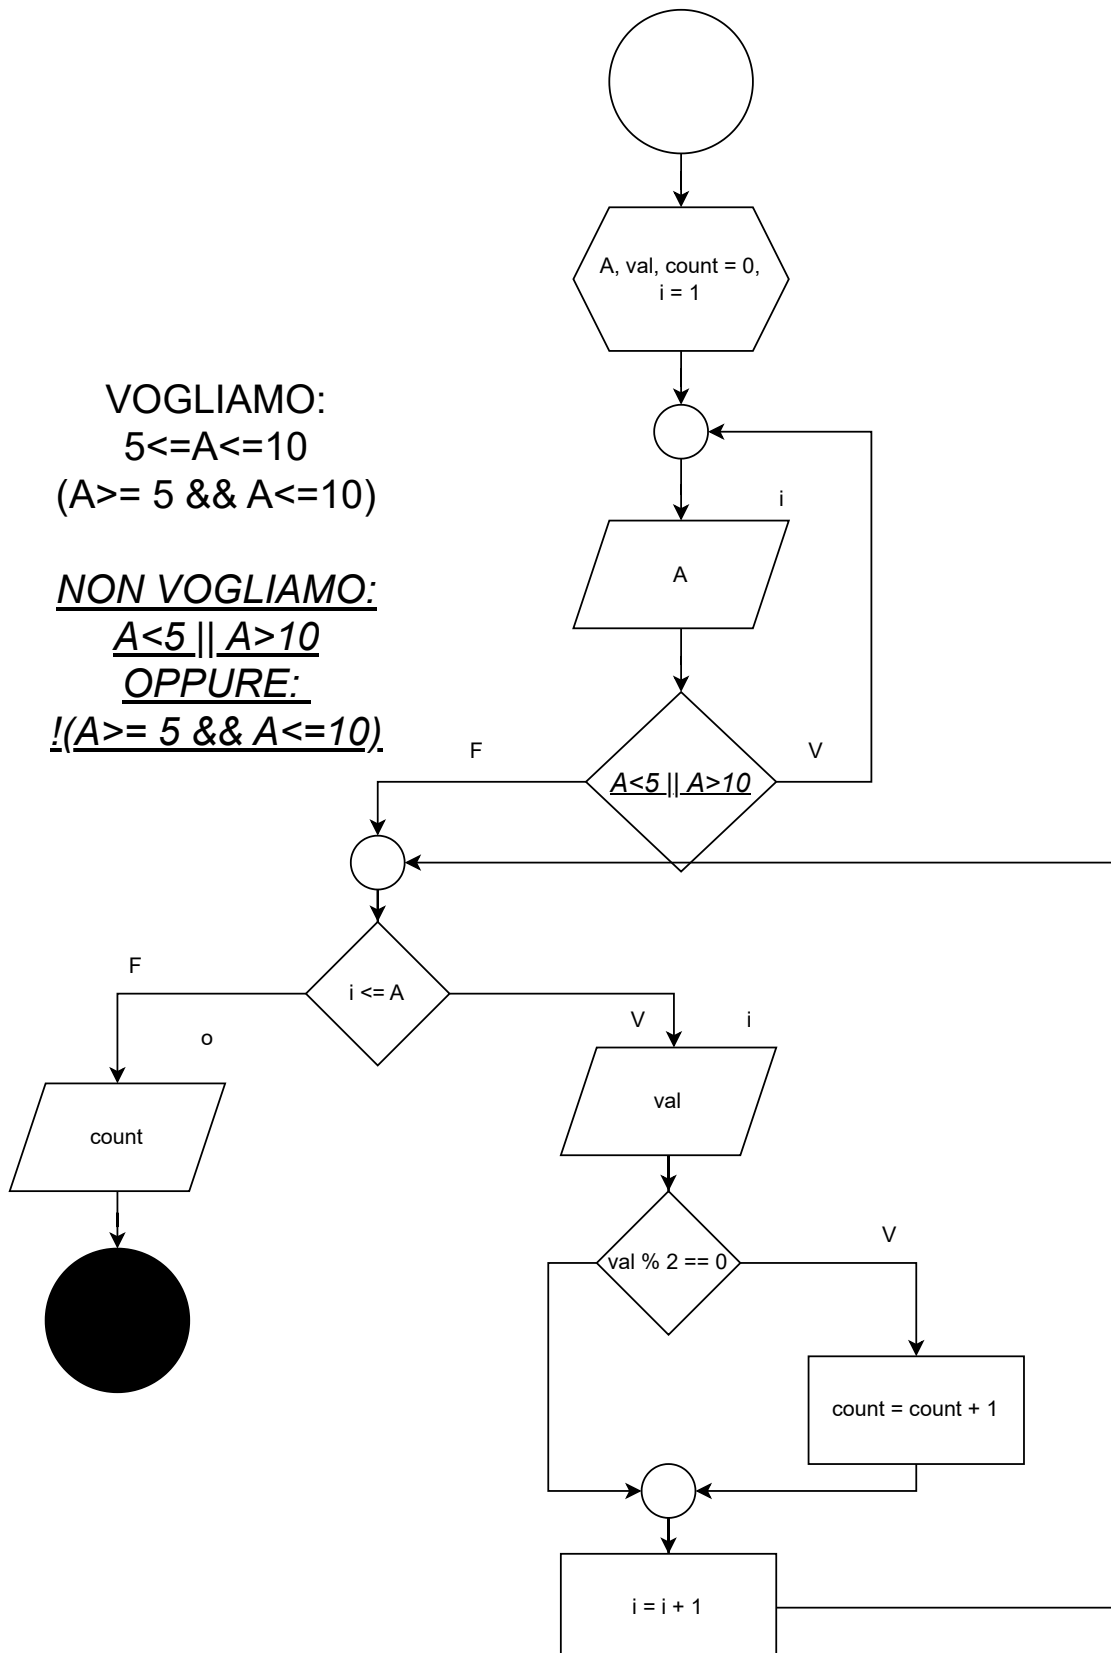 A, val, count = 0,
i = 1
VOGLIAMO:
5<=A<=10
(A>= 5 && A<=10)
i
A
NON VOGLIAMO:
A<5 || A>10
OPPURE:
!(A>= 5 && A<=10)
F
V
A<5 || A>10
F
i <= A
V
i
o
val
count
V
val % 2 == 0
count = count + 1
i = i + 1